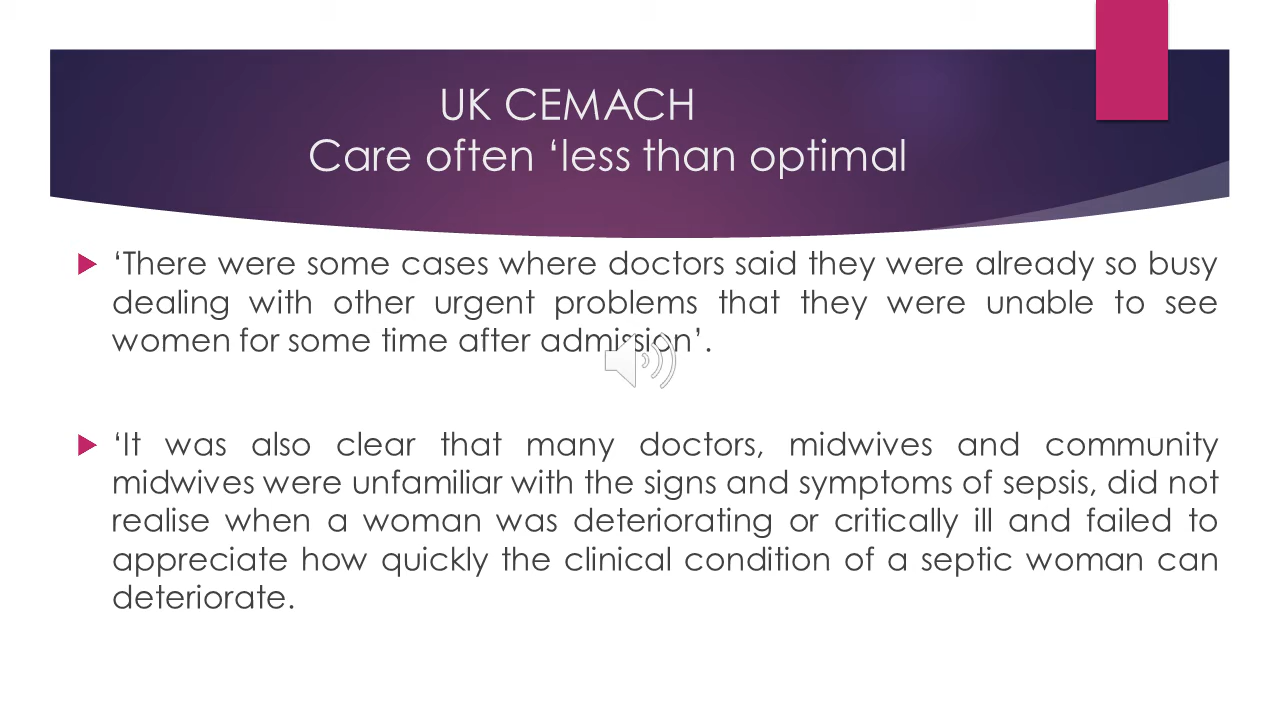 UK CEMACH
Care often ‘less than optimal
‘There were some cases where doctors said they were already so busy
dealing with other urgent problems that they were unable to see
women for some time after admission’.
‘It was also clear that many doctors, midwives and community
midwives were unfamiliar with the signs and symptoms of sepsis, did not
realise when a woman was deteriorating or critically ill and failed to
appreciate how quickly the clinical condition of a septic woman can
deteriorate.